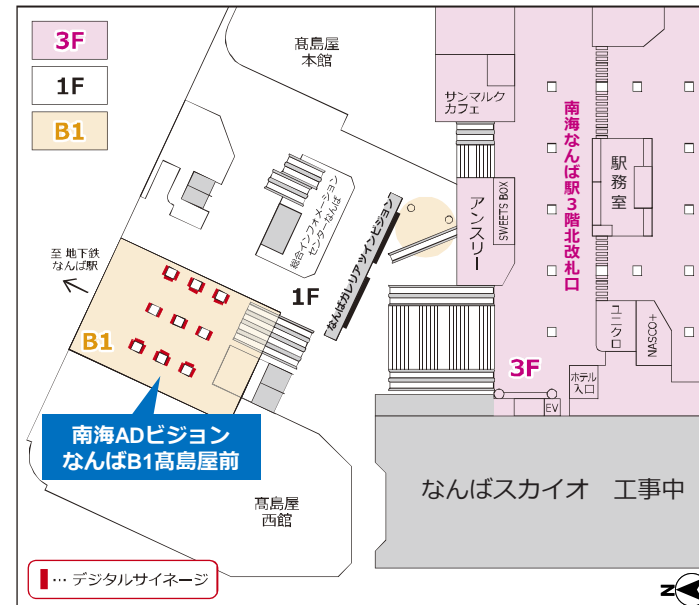 3F
1F
B1
髙島屋
本館
サンマルク
カフェ
南海なんば駅3階北改札口
駅務室
アンスリー
SWEETS BOX
総合インフォメーション
センターなんば
なんばガレリア ツインビジョン
至 地下鉄
なんば駅
1F
B1
ユニクロ
NASCO+
3F
ホテル
入口
EV
南海ADビジョン
なんばB1髙島屋前
なんばスカイオ 工事中
髙島屋
西館
… デジタルサイネージ
N